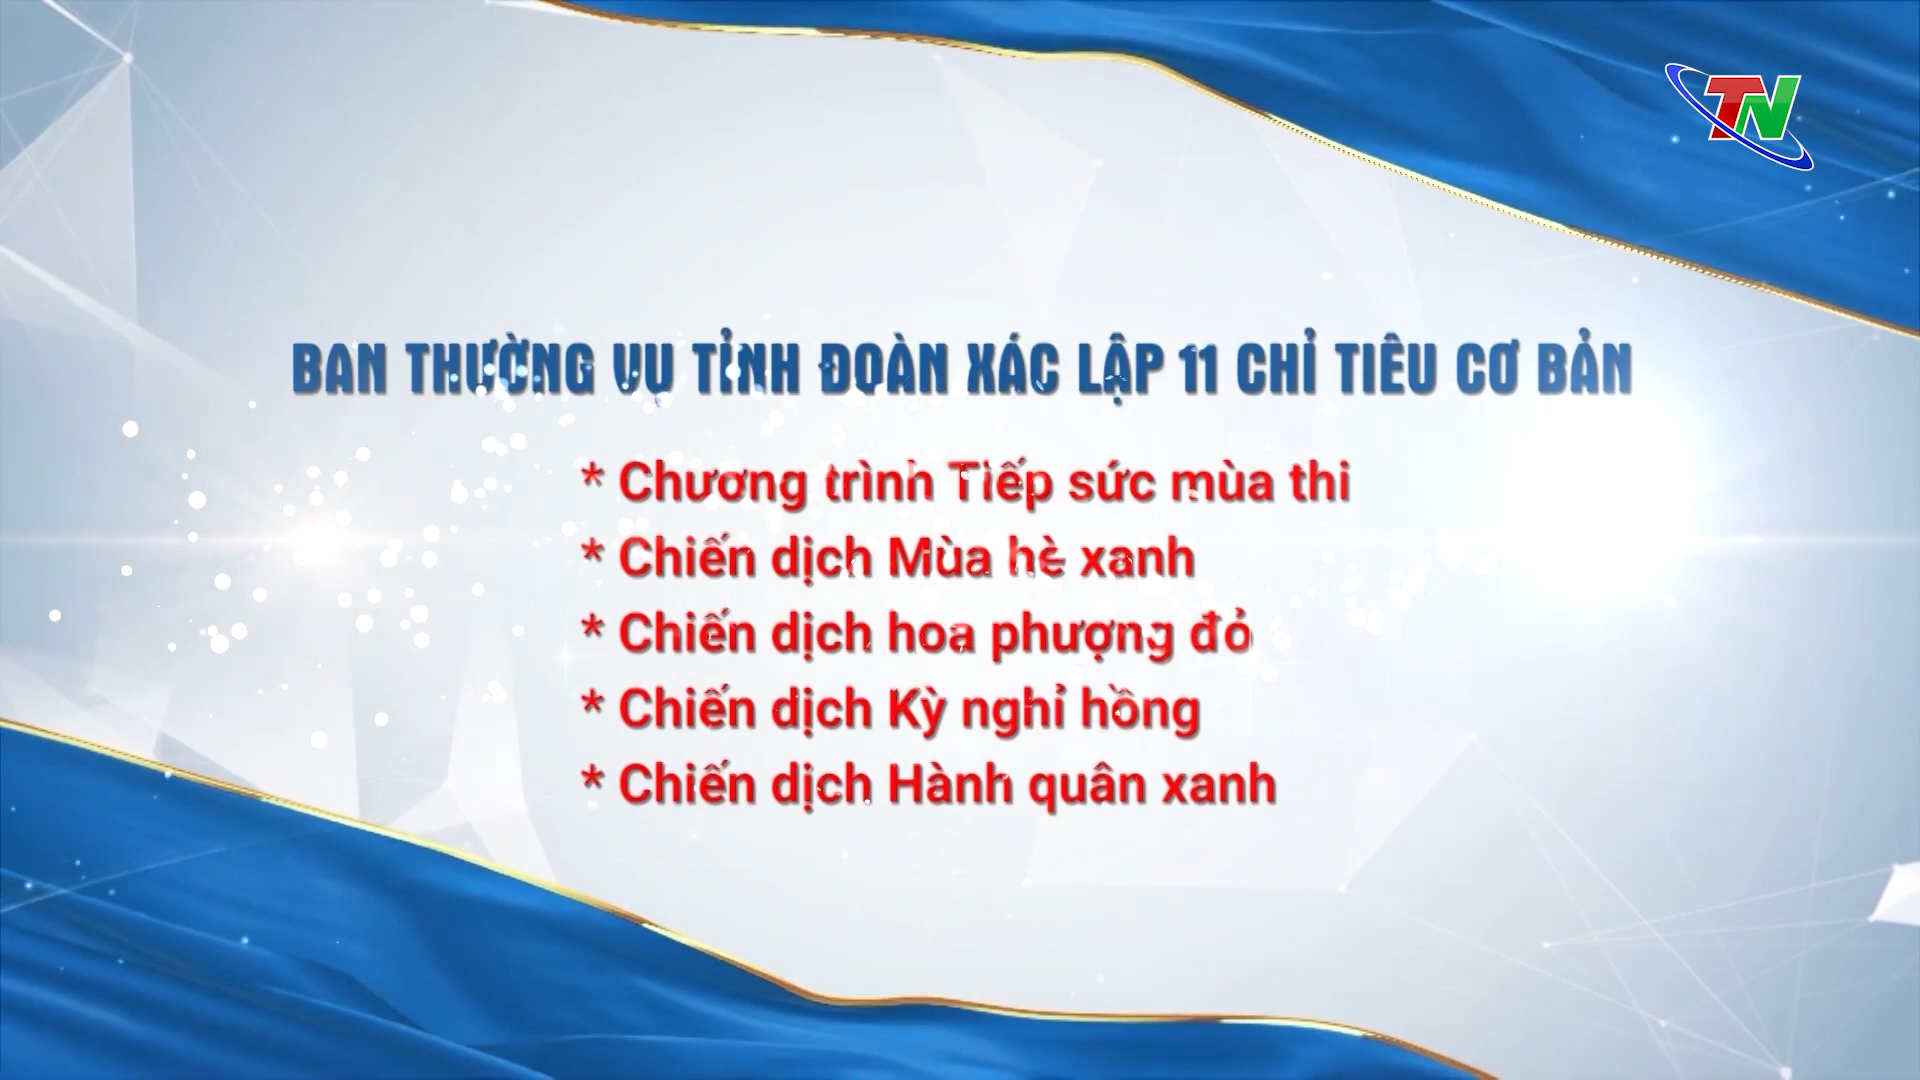 TN
BAN THƯỜNG VỤ TỈNH ĐOÀN XÁC LẬP 11 CHỈ TIÊU CƠ BẢN
* Chương trình Tiếp sức mùa thi
* Chiến dịch Mùa hè xanh
* Chiến dịch hoa phượng đỏ
* Chiến dịch Kỳ nghỉ hồng
* Chiến dịch Hành quân xanh